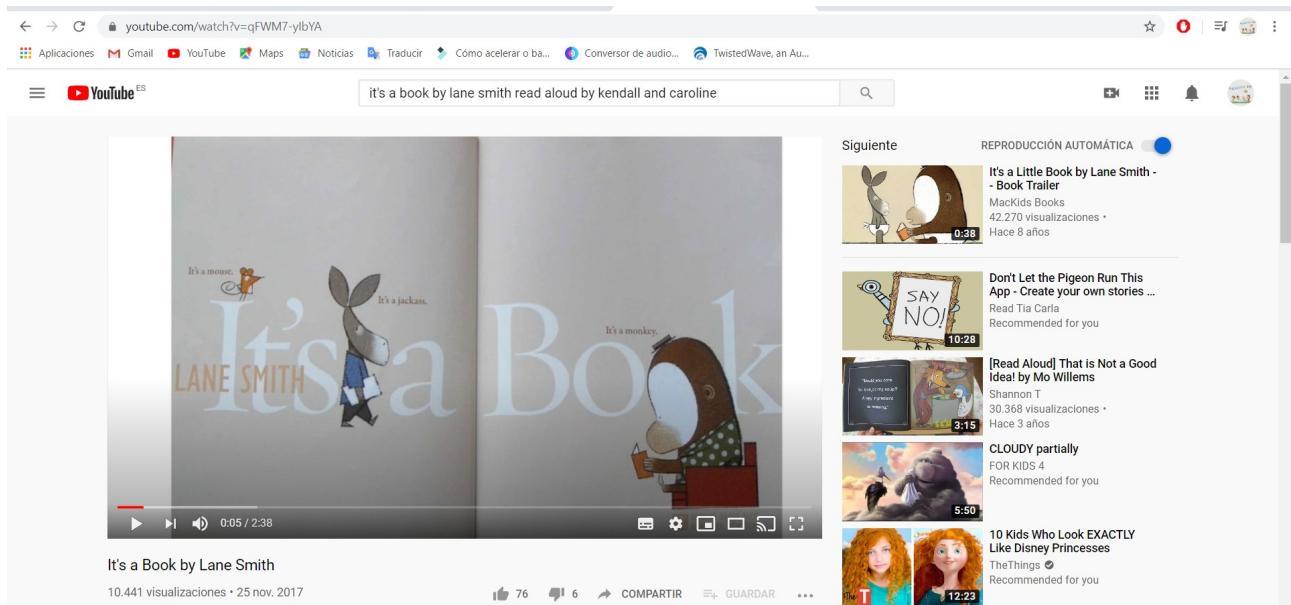 youtube.com/watch?v=qFWM7-ylbYA
Aplicaciones Gmail YouTube Maps Noticias Traducir Cómo acelerar o ba... Conversor de audio... TwistedWave, an Au...
YouTube ES
it's a book by lane smith read aloud by kendall and caroline
It's a mouse.
It's a jackass.
It's a monkey.
It's a Book
LANE SMITH
0:05 / 2:38
It's a Book by Lane Smith
10.441 visualizaciones • 25 nov. 2017
76 6 COMPARTIR GUARDAR
Siguiente REPRODUCCIÓN AUTOMÁTICA
It's a Little Book by Lane Smith -
- Book Trailer
MacKids Books
42.270 visualizaciones •
Hace 8 años
0:38
Don't Let the Pigeon Run This
App - Create your own stories ...
Read Tia Carla
Recommended for you
SAY
NO!
10:28
[Read Aloud] That is Not a Good
Idea! by Mo Willems
Shannon T
30.368 visualizaciones •
Hace 3 años
3:15
CLOUDY partially
FOR KIDS 4
Recommended for you
5:50
10 Kids Who Look EXACTLY
Like Disney Princesses
TheThings
Recommended for you
12:23